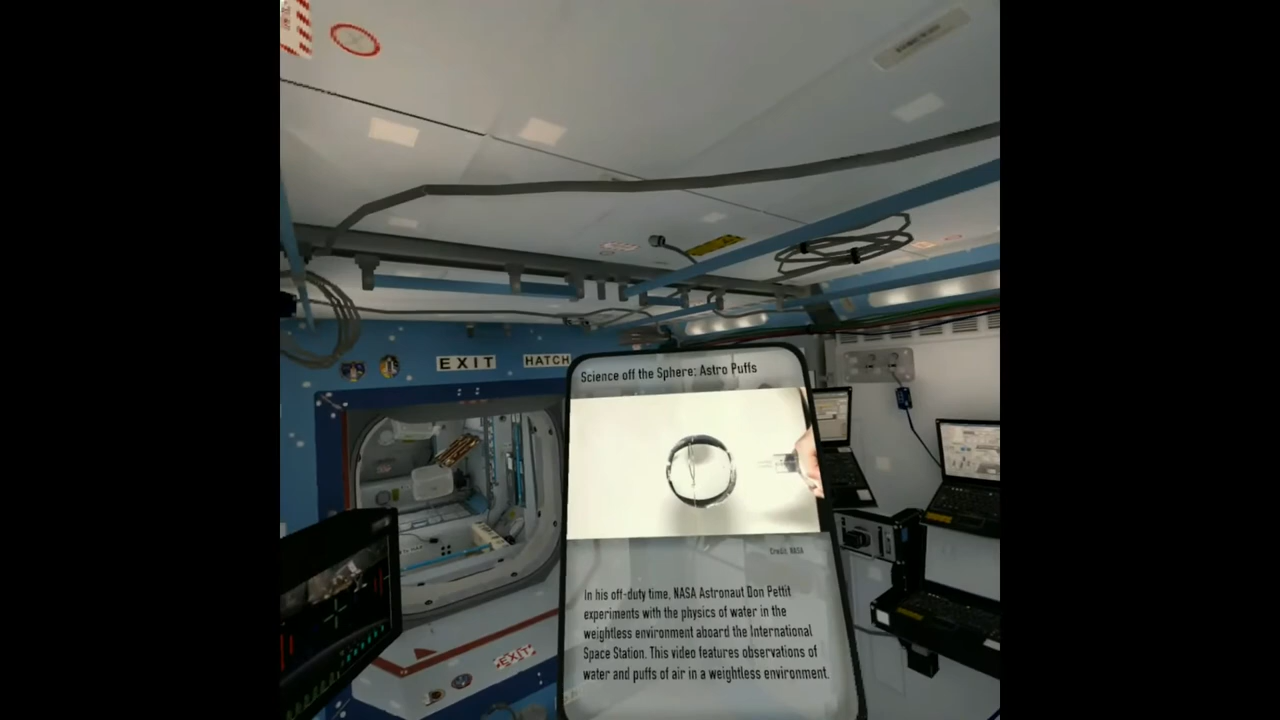 EXIT
HATCH
Science off the Sphere: Astro Puffs
Credit: NASA
In his off-duty time, NASA Astronaut Don Pettit
experiments with the physics of water in the
weightless environment aboard the International
Space Station. This video features observations of
water and puffs of air in a weightless environment.
EXIT